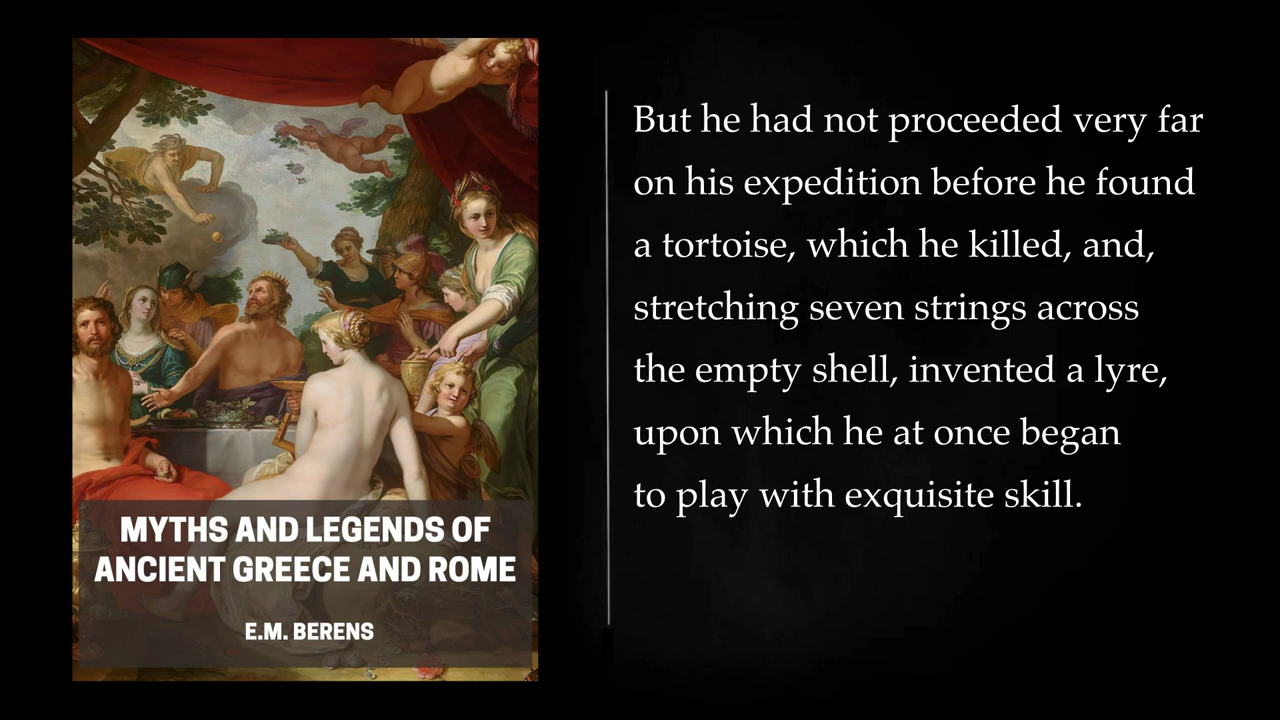 MYTHS AND LEGENDS OF
ANCIENT GREECE AND ROME
E.M. BERENS
But he had not proceeded very far
on his expedition before he found
a tortoise, which he killed, and,
stretching seven strings across
the empty shell, invented a lyre,
upon which he at once began
to play with exquisite skill.